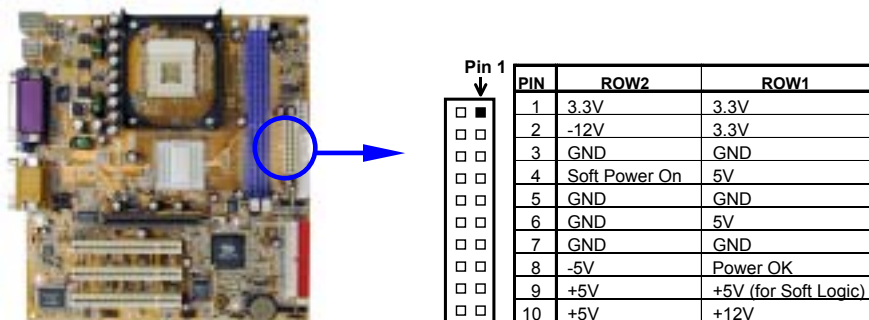 Pin 1
PIN ROW2 ROW1
1 3.3V 3.3V
2 -12V 3.3V
3 GND GND
4 Soft Power On 5V
5 GND GND
6 GND 5V
7 GND GND
8 -5V Power OK
9 +5V +5V (for Soft Logic)
10 +5V +12V